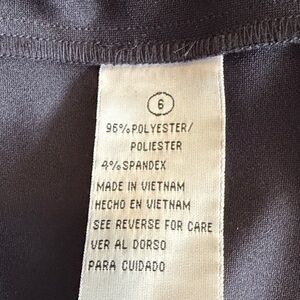 6
96%POLYESTER/
POLIESTER
4%SPANDEX
MADE IN VIETNAM
HECHO EN VIETNAM
SEE REVERSE FOR CARE
VER AL DORSO
PARA CUIDADO